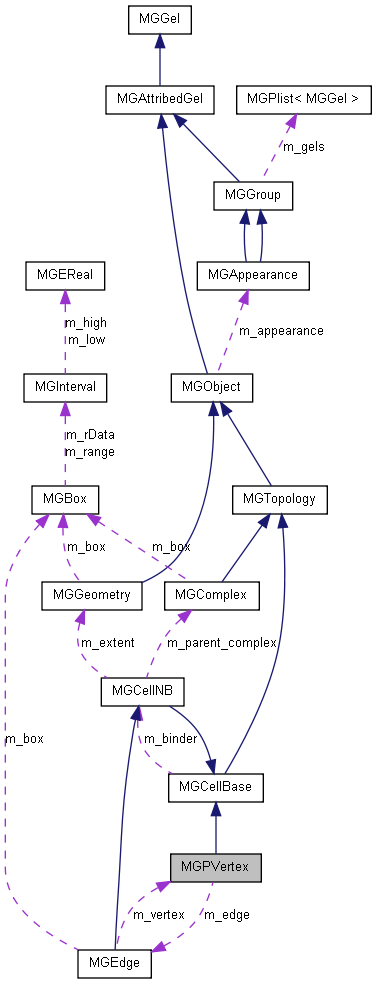 MGGel
MGAttribedGel
MGPlist< MGGel >
m_gels
MGGroup
MGEReal
MGAppearance
m_high
m_low
m_appearance
MGInterval
MGObject
m_rData
m_range
MGBox
MGTopology
m_box
m_box
MGGeometry
MGComplex
m_extent
m_parent_complex
MGCellNB
m_box
m_binder
MGCellBase
MGPVertex
m_vertex
m_edge
MGEdge